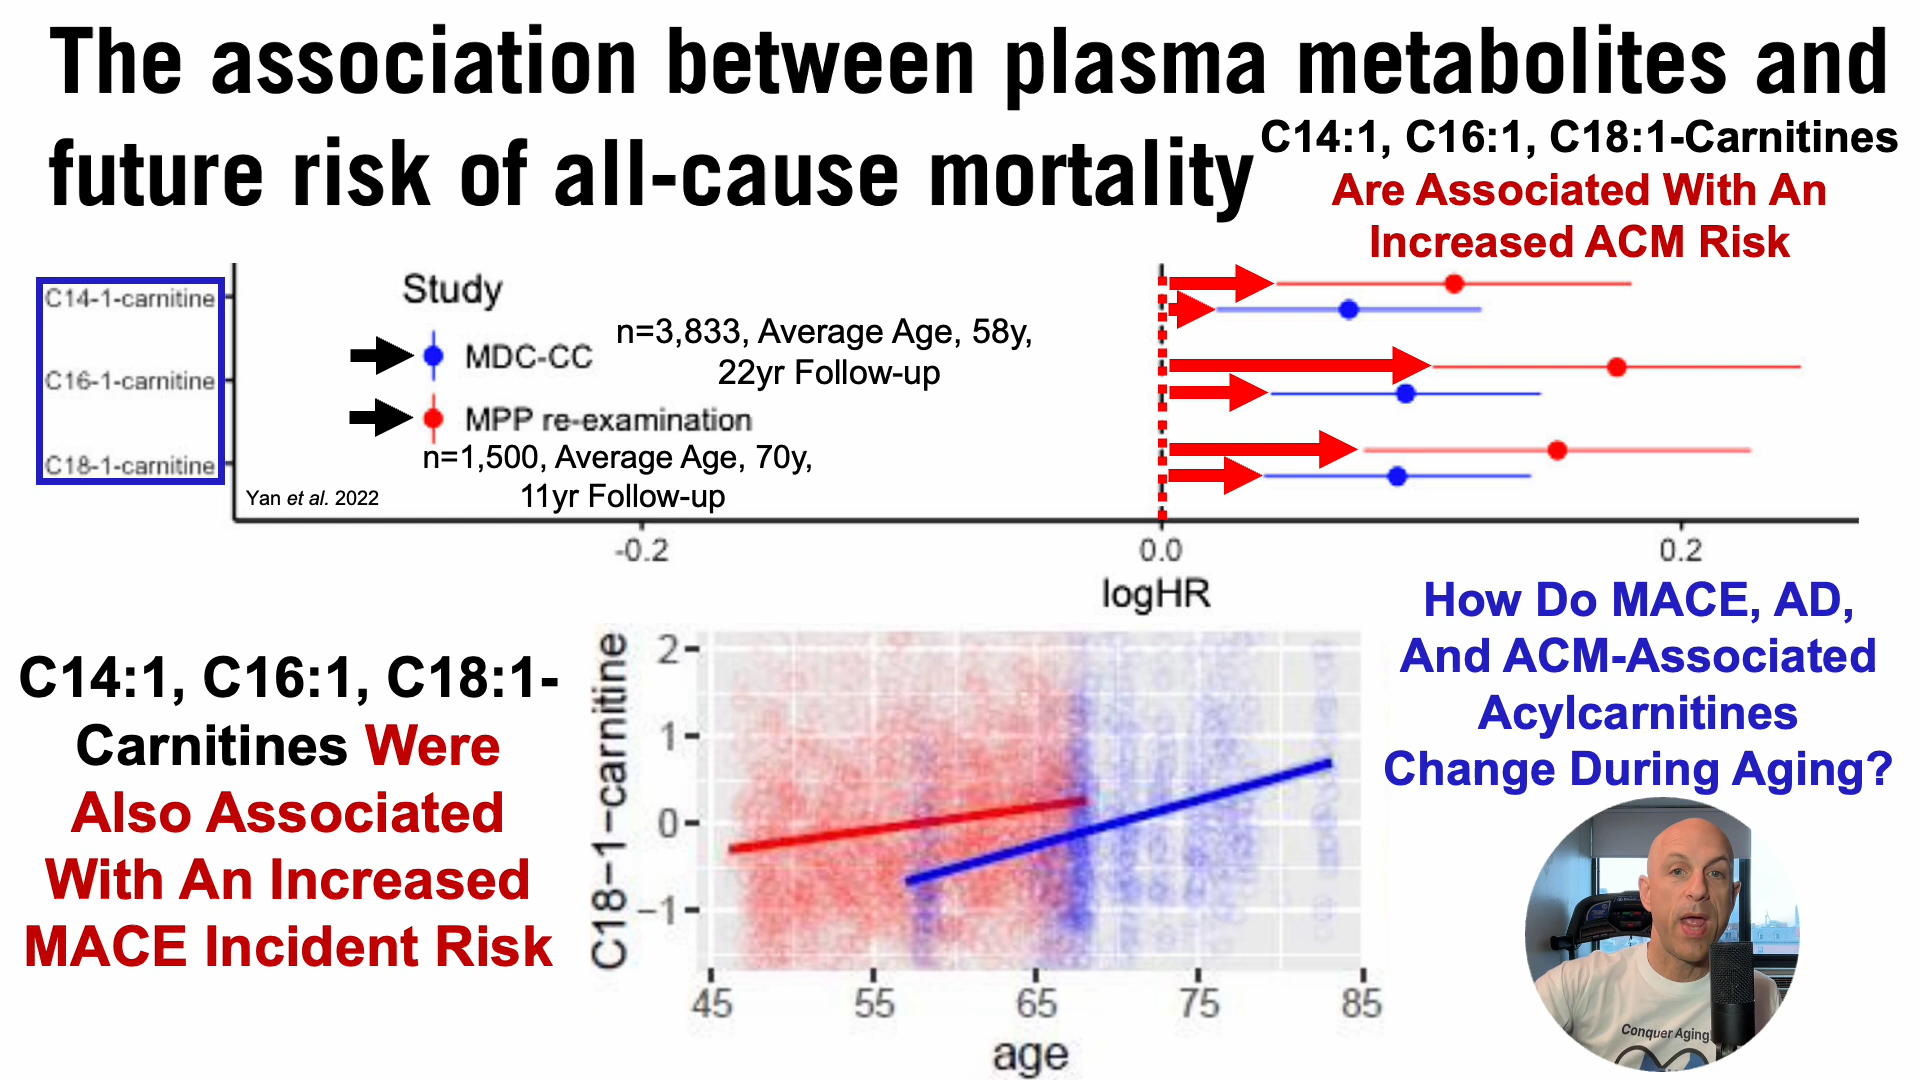 The association between plasma metabolites and
future risk of all-cause mortality
C14:1, C16:1, C18:1-Carnitines
Are Associated With An
Increased ACM Risk
C14-1-carnitine
C16-1-carnitine
C18-1-carnitine
Study
MDC-CC
n=3,833, Average Age, 58y,
22yr Follow-up
MPP re-examination
n=1,500, Average Age, 70y,
11yr Follow-up
Yan et al. 2022
-0.2
0.0
0.2
logHR
C14:1, C16:1, C18:1-
Carnitines Were
Also Associated
With An Increased
MACE Incident Risk
C18−1−carnitine
2
1
0
−1
45
55
65
75
85
age
How Do MACE, AD,
And ACM-Associated
Acylcarnitines
Change During Aging?
Conquer Aging